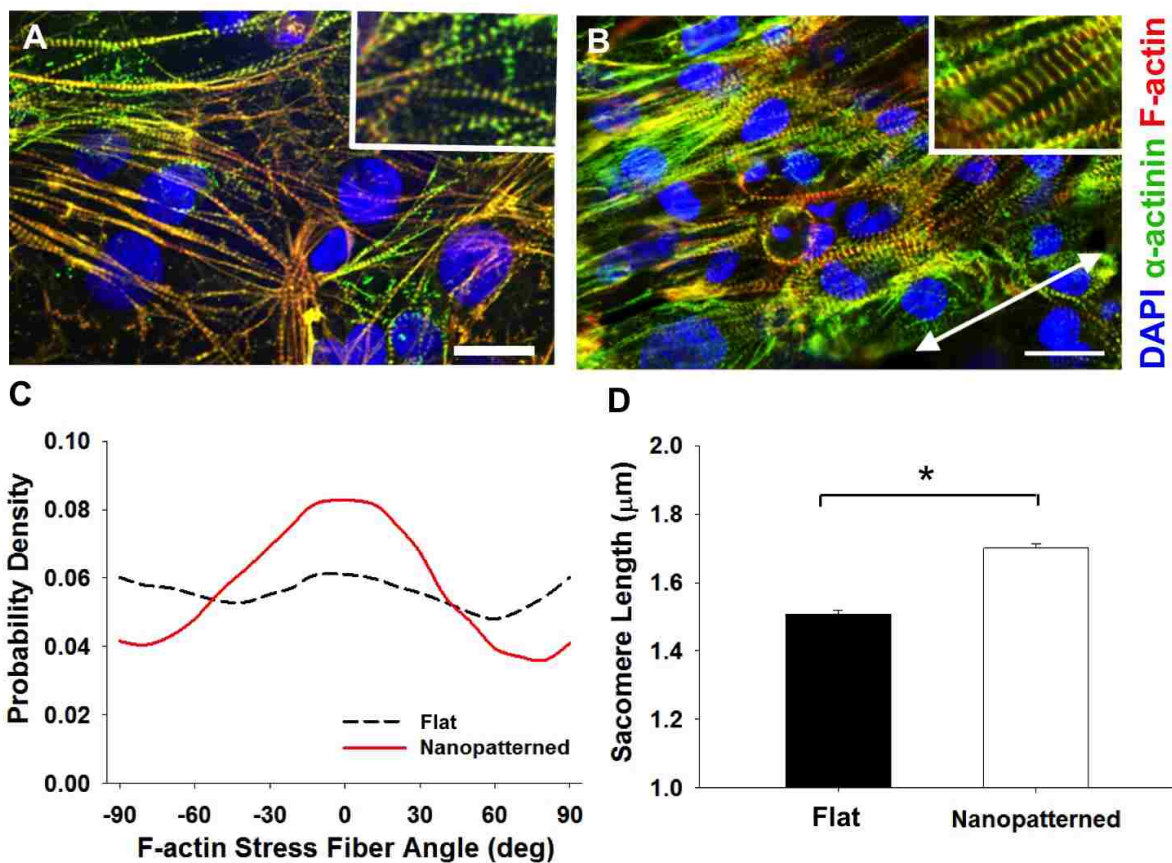 A
B
DAPI α-actinin F-actin
C
Probability Density
0.10
0.08
0.06
0.04
0.02
0.00
Flat
Nanopatterned
-90 -60 -30 0 30 60 90
F-actin Stress Fiber Angle (deg)
D
Sacomere Length (μm)
2.0
1.8
1.6
1.4
1.2
1.0
*
Flat Nanopatterned